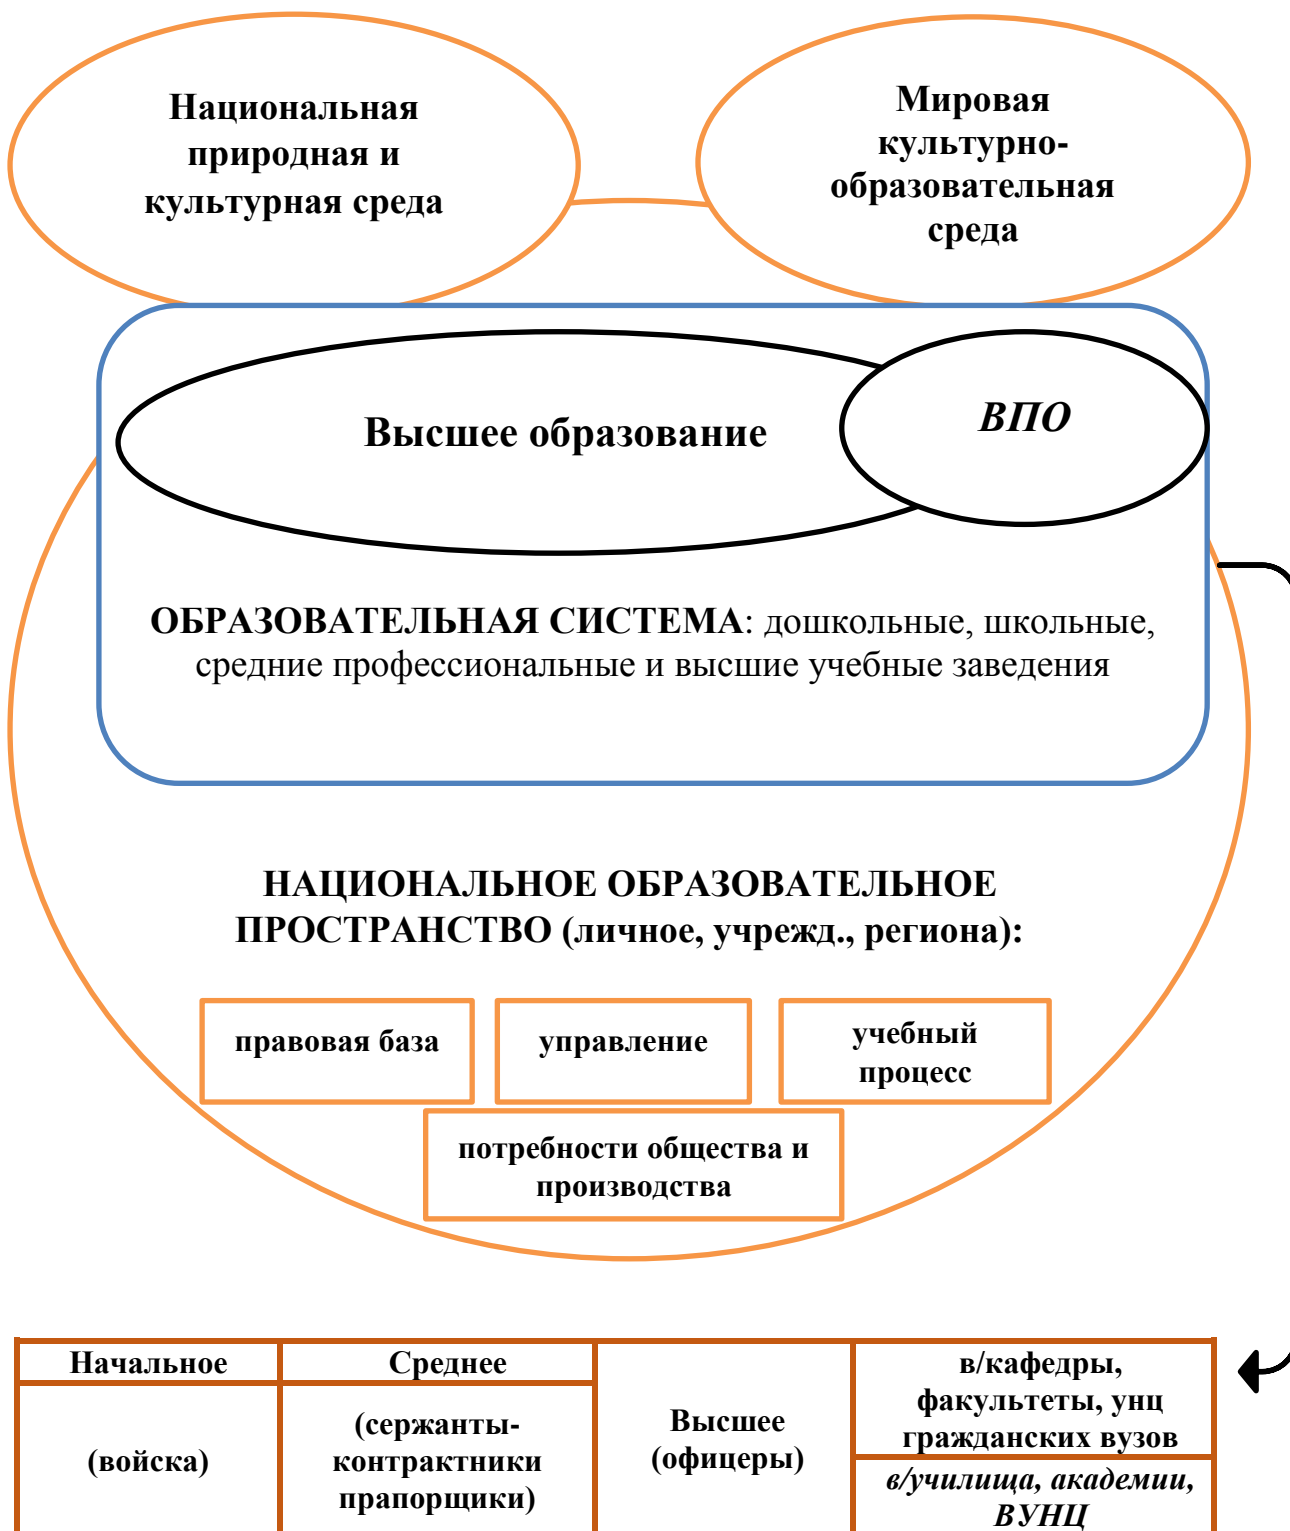 Национальная
природная и
культурная среда
Мировая
культурно-
образовательная
среда
Высшее образование
ВПО
ОБРАЗОВАТЕЛЬНАЯ СИСТЕМА: дошкольные, школьные,
средние профессиональные и высшие учебные заведения
НАЦИОНАЛЬНОЕ ОБРАЗОВАТЕЛЬНОЕ
ПРОСТРАНСТВО (личное, учрежд., региона):
правовая база
управление
учебный
процесс
потребности общества и
производства
Начальное
(войска)
Среднее
(сержанты-
контрактники
прапорщики)
Высшее
(офицеры)
в/кафедры,
факультеты, унц
гражданских вузов
в/училища, академии,
ВУНЦ